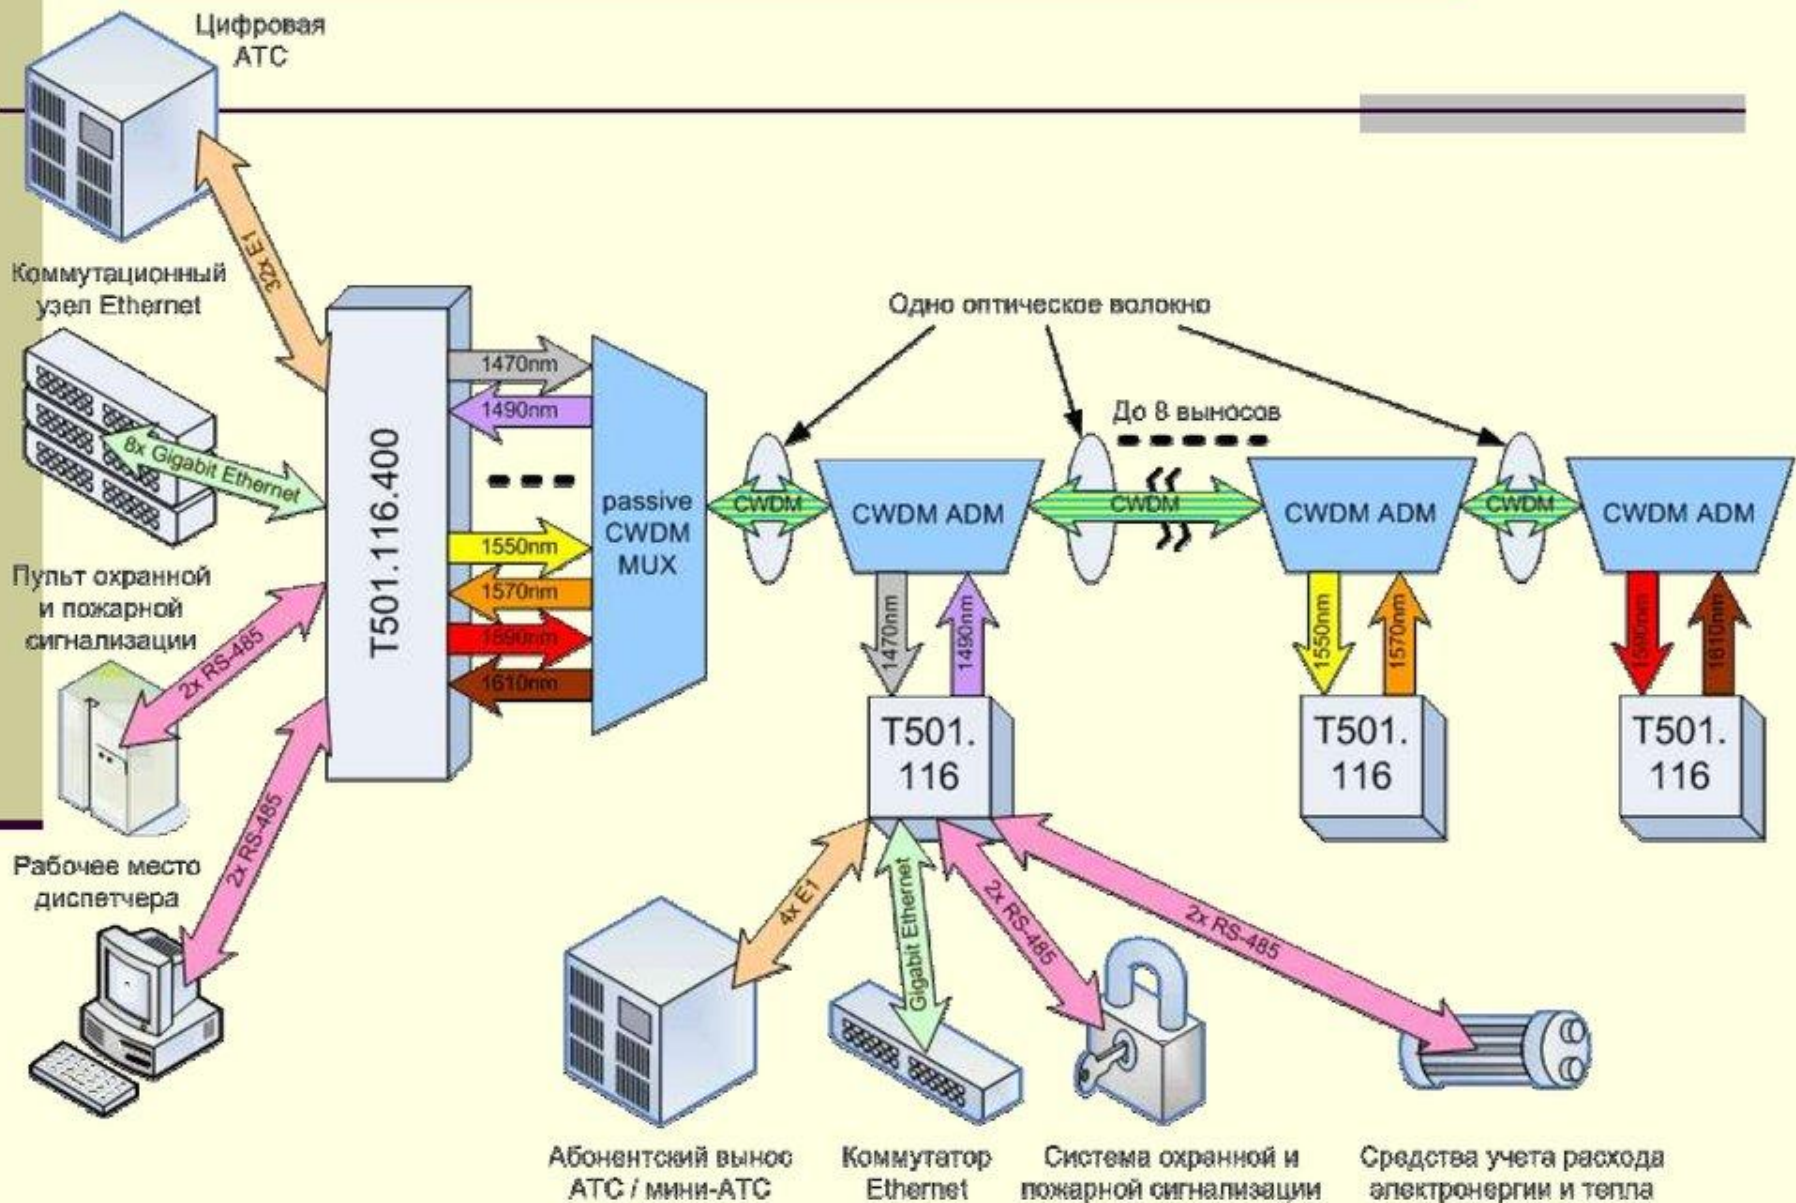 Цифровая
АТС
32x E1
Коммутационный
узел Ethernet
8x Gigabit Ethernet
Пульт охранной
и пожарной
сигнализации
2x RS-485
Рабочее место
диспетчера
2x RS-485
T501.116.400
1470nm
1490nm
1550nm
1570nm
1590nm
1610nm
passive
CWDM
MUX
Одно оптическое волокно
До 8 выносов
CWDM
CWDM ADM
CWDM
CWDM ADM
CWDM
CWDM ADM
1470nm
1490nm
1550nm
1570nm
1590nm
1610nm
T501.
116
T501.
116
T501.
116
4x E1
Gigabit Ethernet
2x RS-485
2x RS-485
Абонентский вынос
АТС / мини-АТС
Коммутатор
Ethernet
Система охранной и
пожарной сигнализации
Средства учета расхода
электронергии и тепла